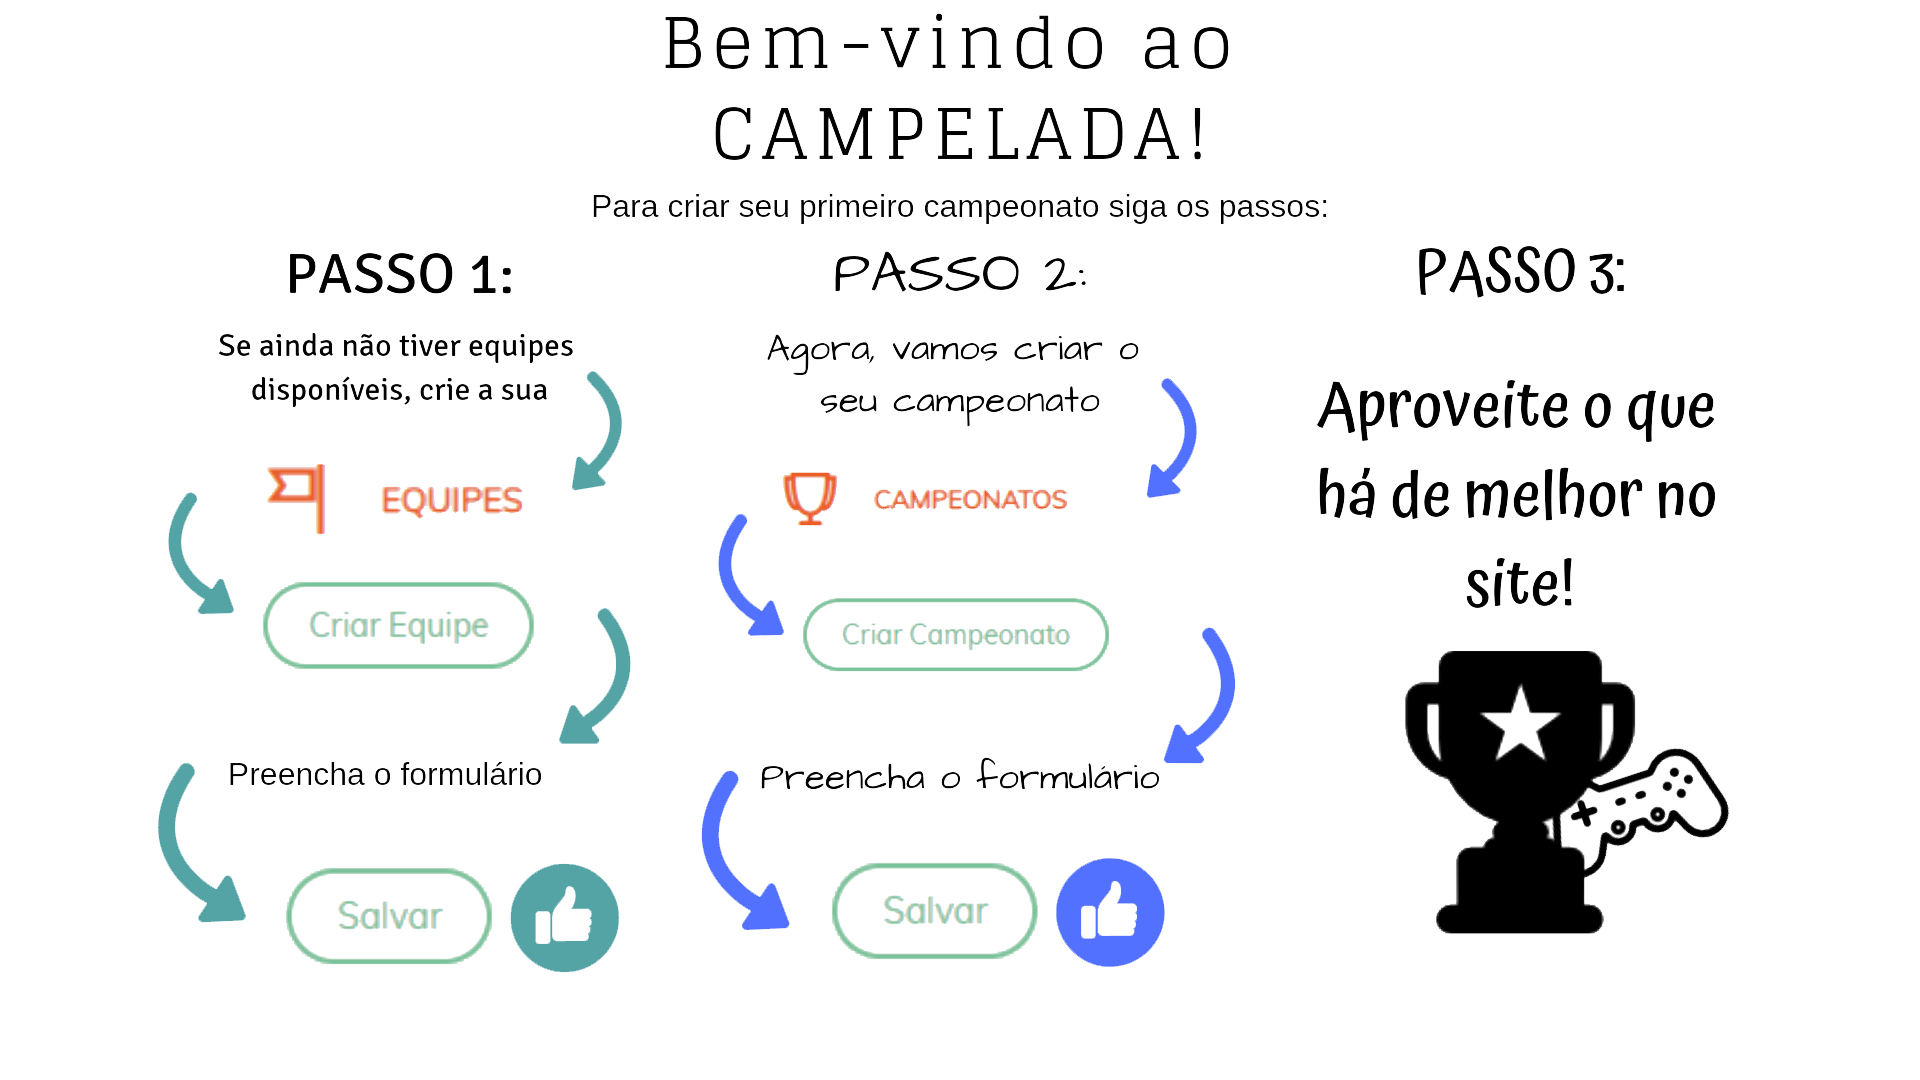 Bem-vindo ao
CAMPELADA!
Para criar seu primeiro campeonato siga os passos:
PASSO 1:
Se ainda não tiver equipes
disponíveis, crie a sua
EQUIPES
Criar Equipe
Preencha o formulário
Salvar
PASSO 2:
Agora, vamos criar o
seu campeonato
CAMPEONATOS
Criar Campeonato
Preencha o formulário
Salvar
PASSO 3:
Aproveite o que
há de melhor no
site!